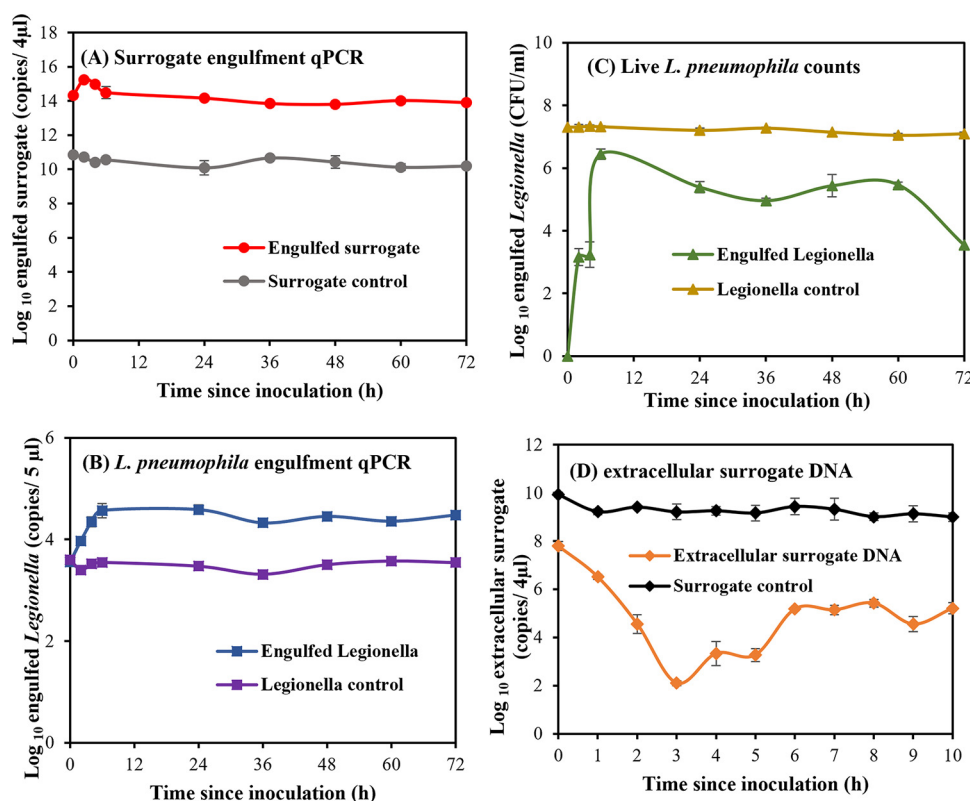 (A) Surrogate engulfment qPCR
Log 10 engulfed surrogate (copies/ 4µl)
18
16
14
12
10
8
6
4
2
0
Engulfed surrogate
Surrogate control
0 12 24 36 48 60 72
Time since inoculation (h)
(C) Live L. pneumophila counts
Log 10 engulfed Legionella (CFU/ml)
10
8
6
4
2
0
Engulfed Legionella
Legionella control
0 12 24 36 48 60 72
Time since inoculation (h)
(B) L. pneumophila engulfment qPCR
Log 10 engulfed Legionella (copies/ 5 µl)
6
4
2
0
Engulfed Legionella
Legionella control
0 12 24 36 48 60 72
Time since inoculation (h)
(D) extracellular surrogate DNA
Log 10 extracellular surrogate
(copies/ 4µl)
12
10
8
6
4
2
0
Extracellular surrogate DNA
Surrogate control
0 1 2 3 4 5 6 7 8 9 10
Time since inoculation (h)